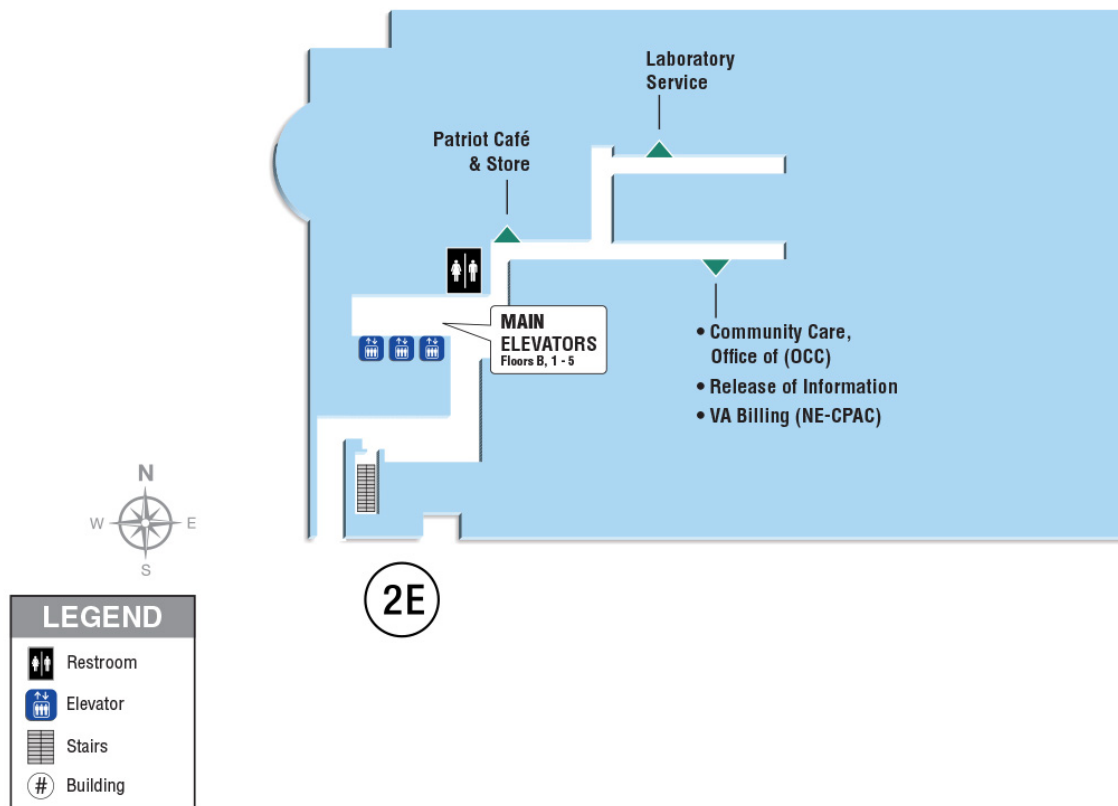 Laboratory
Service
Patriot Café
& Store
MAIN
ELEVATORS
Floors B, 1 - 5
• Community Care,
Office of (OCC)
• Release of Information
• VA Billing (NE-CPAC)
N
W
E
S
2E
LEGEND
Restroom
Elevator
Stairs
# Building